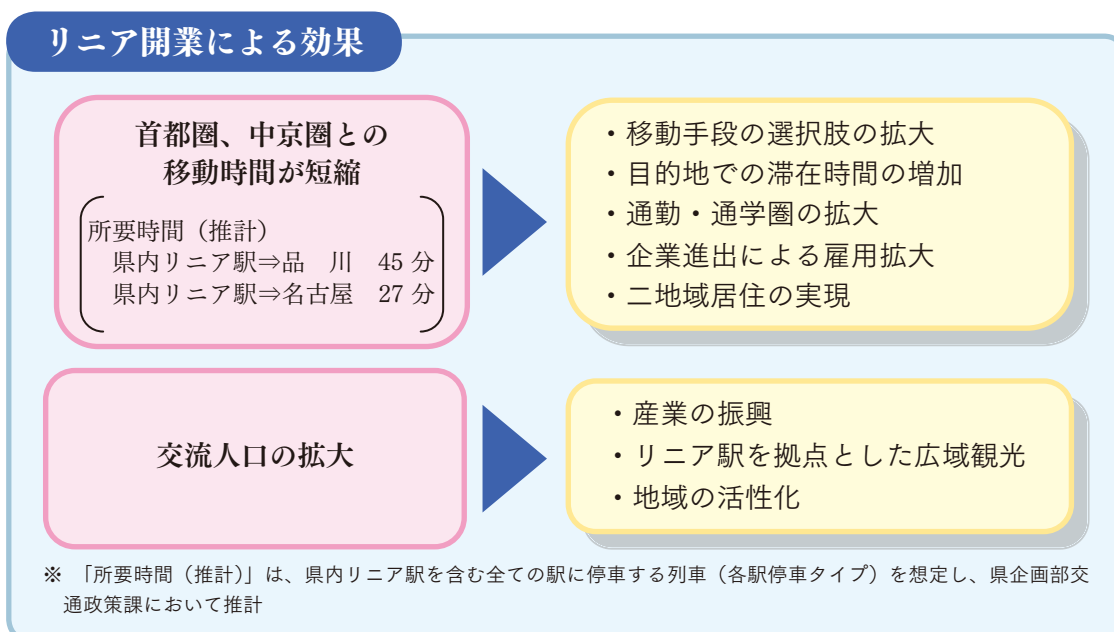 リニア開業による効果
首都圏、中京圏との
移動時間が短縮
所要時間（推計）
県内リニア駅⇒品　川　45 分
県内リニア駅⇒名古屋　27 分
・移動手段の選択肢の拡大
・目的地での滞在時間の増加
・通勤・通学圏の拡大
・企業進出による雇用拡大
・二地域居住の実現
交流人口の拡大
・産業の振興
・リニア駅を拠点とした広域観光
・地域の活性化
※　「所要時間（推計）」は、県内リニア駅を含む全ての駅に停車する列車（各駅停車タイプ）を想定し、県企画部交
通政策課において推計